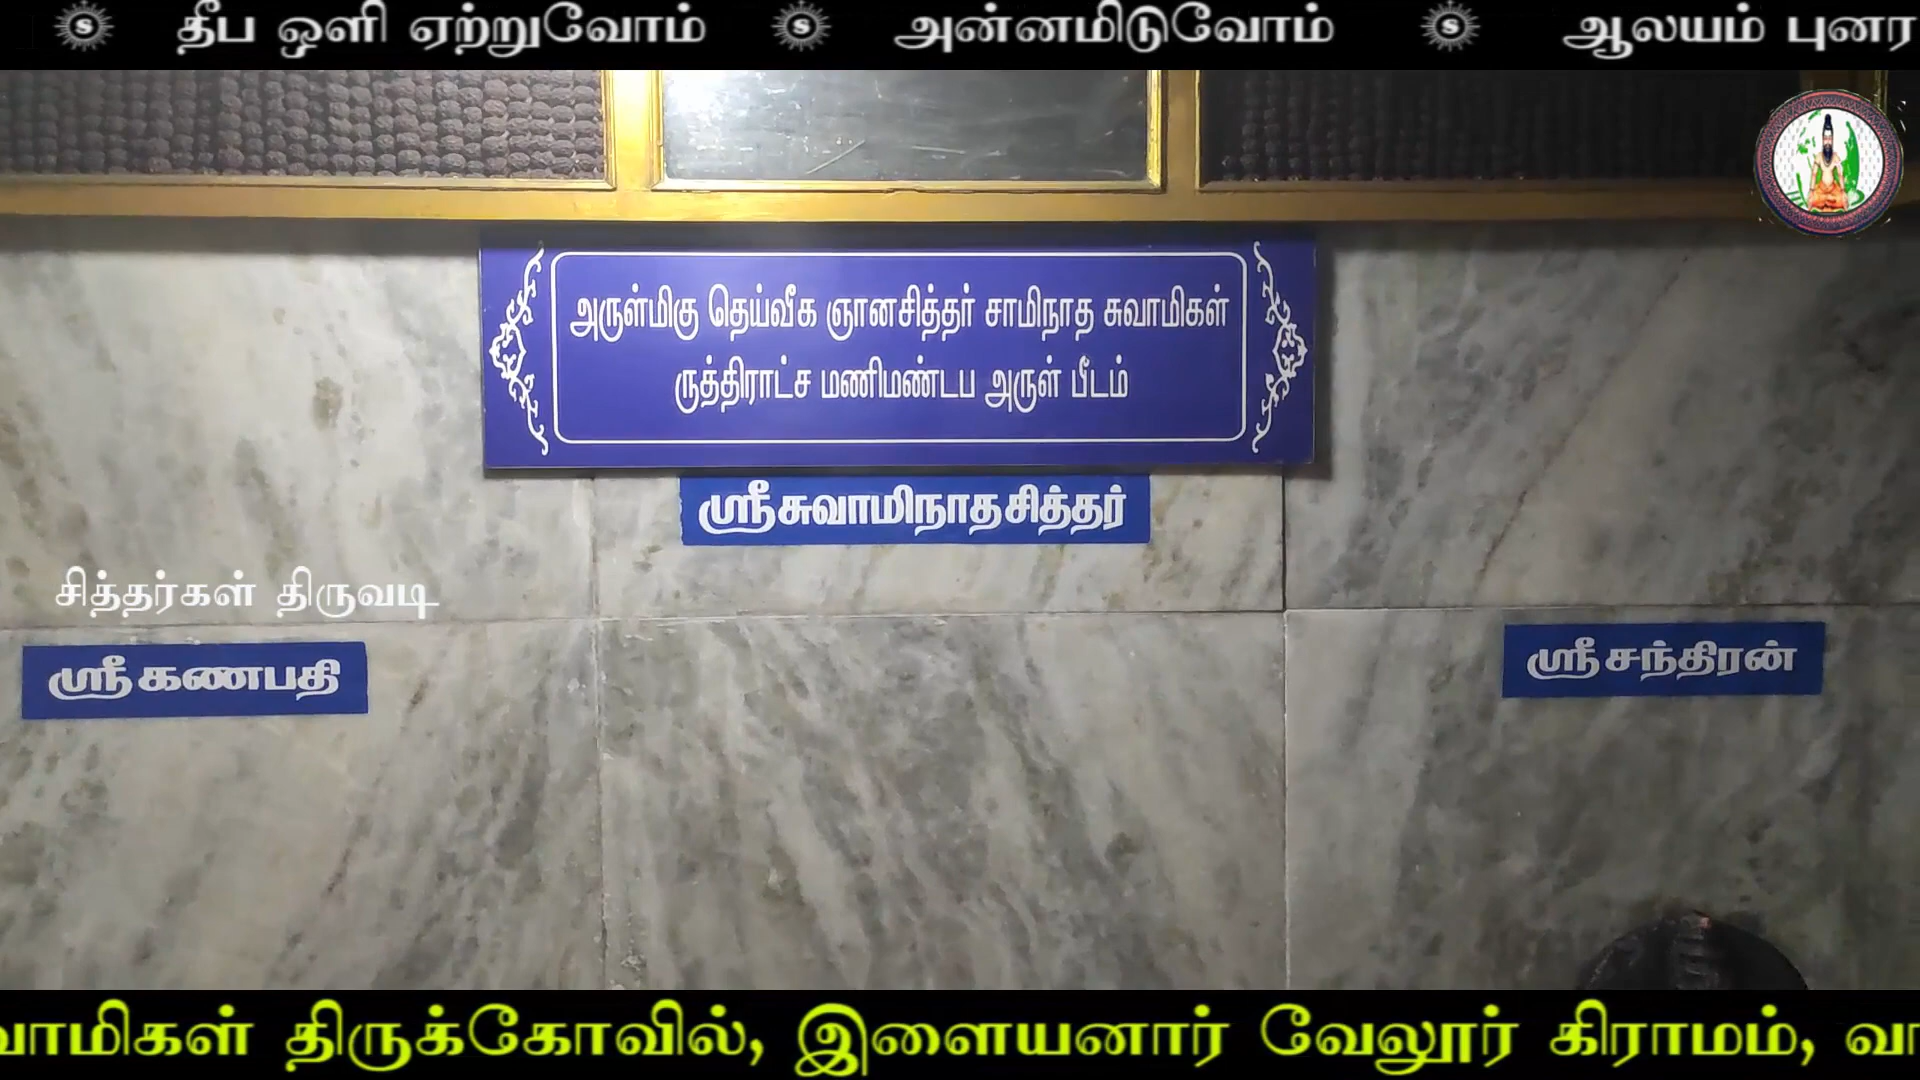 தீப ஒளி ஏற்றுவோம் S அன்னமிடுவோம் S ஆலயம் புனர
அருள்மிகு தெய்வீக ஞானசித்தர் சாமிநாத சுவாமிகள்
ருத்திராட்ச மணிமண்டப அருள் பீடம்
ஸ்ரீசுவாமிநாதசித்தர்
சித்தர்கள் திருவடி
ஸ்ரீகணபதி
ஸ்ரீசந்திரன்
வாமிகள் திருக்கோவில், இளையனார் வேலூர் கிராமம், வா